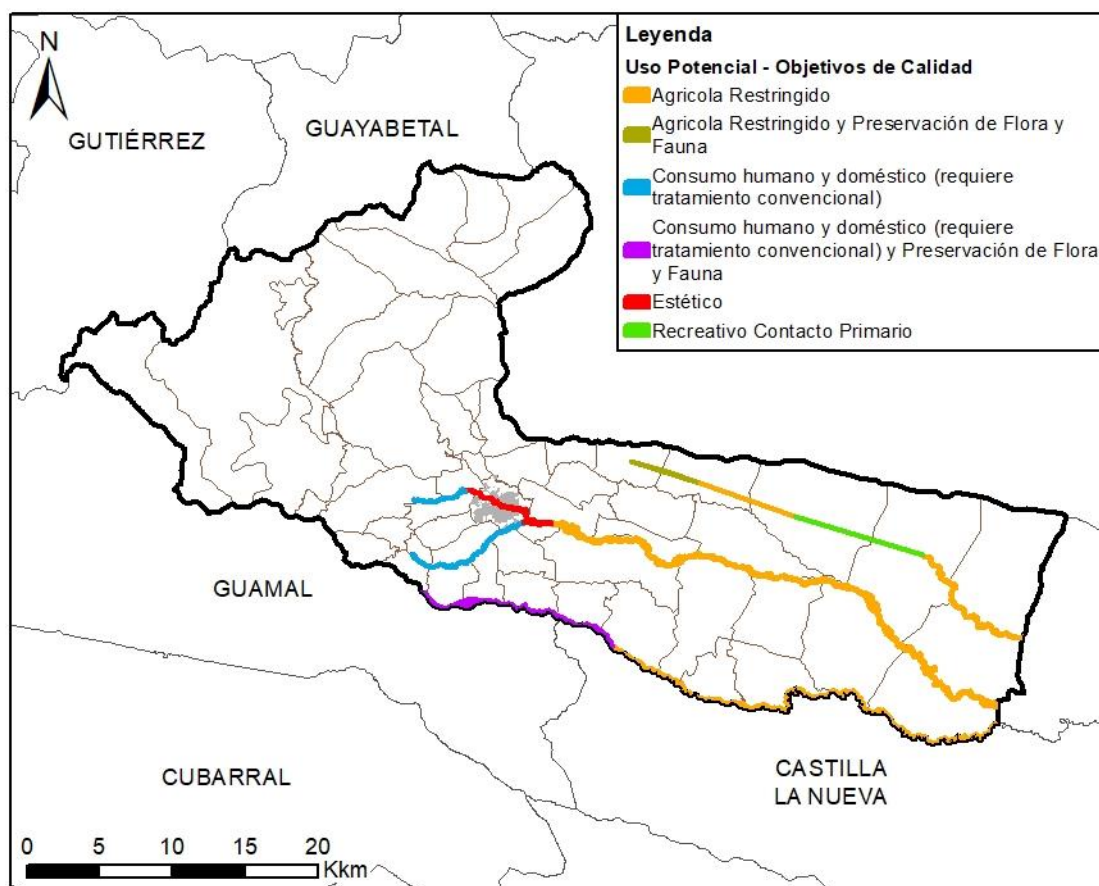 N
GUTIÉRREZ
GUAYABETAL
GUAMAL
CUBARRAL
CASTILLA
LA NUEVA
Leyenda
Uso Potencial - Objetivos de Calidad
Agricola Restringido
Agricola Restringido y Preservación de Flora y
Fauna
Consumo humano y doméstico (requiere
tratamiento convencional)
Consumo humano y doméstico (requiere
tratamiento convencional) y Preservación de Flora
y Fauna
Estético
Recreativo Contacto Primario
0 5 10 15 20
Kkm